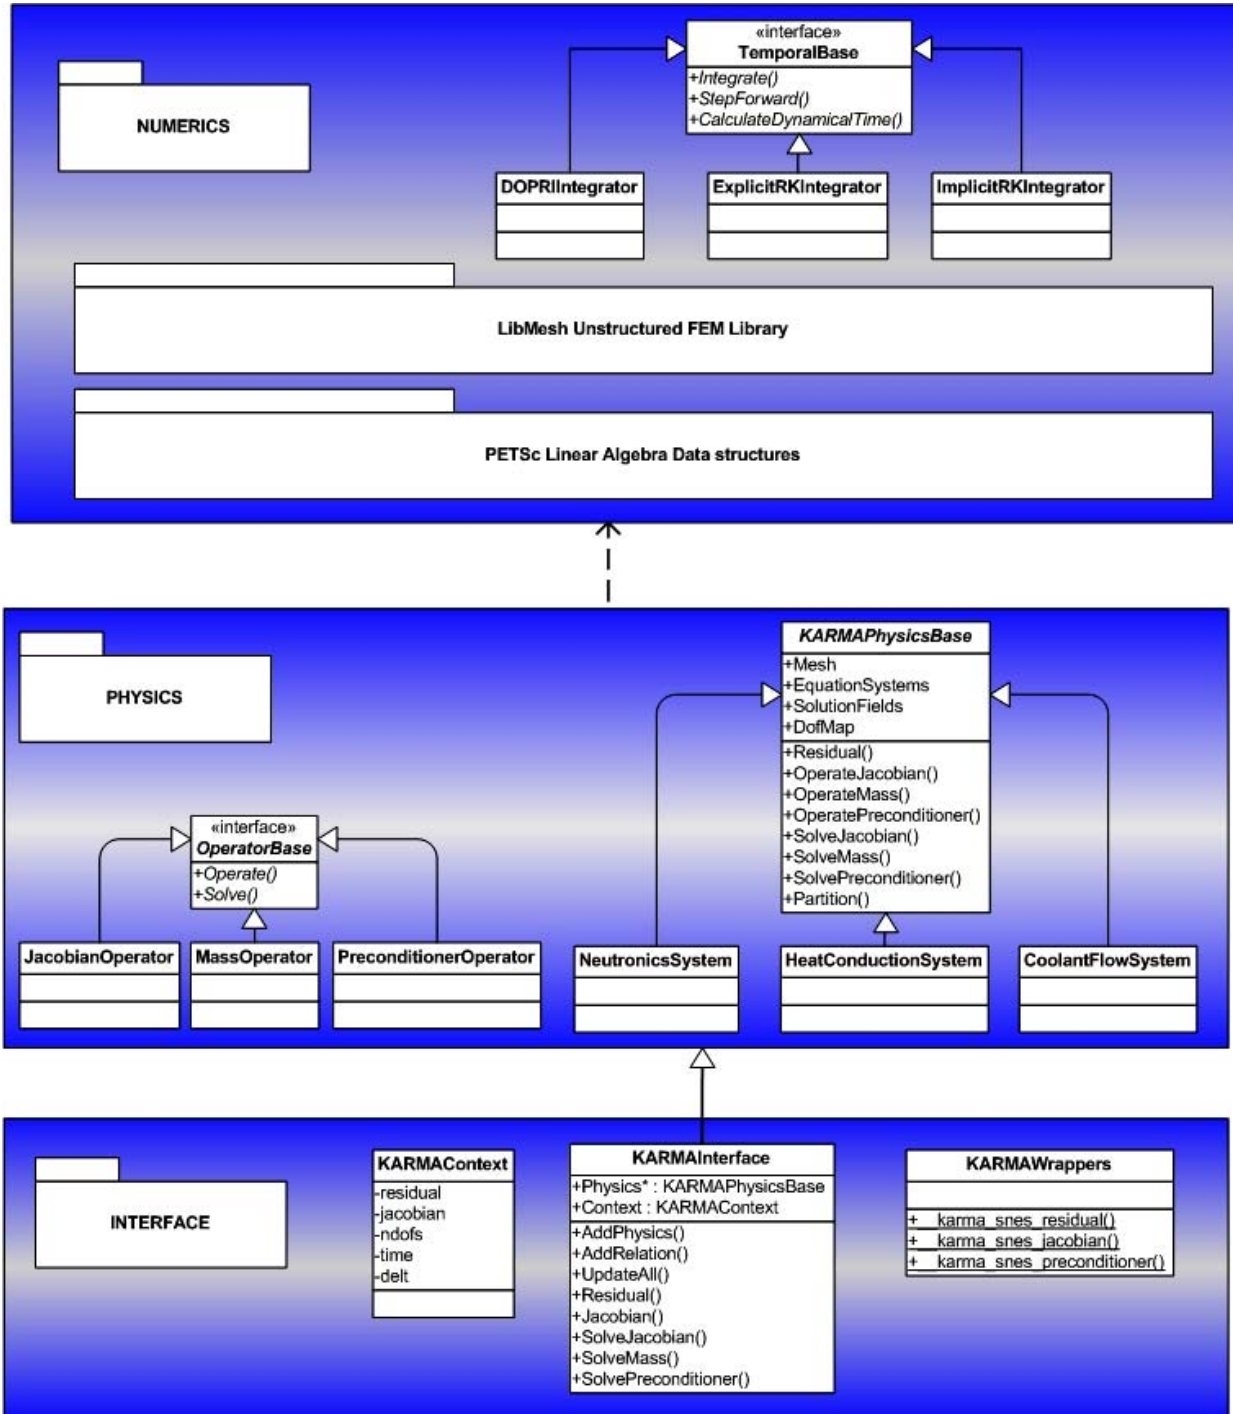 NUMERICS
«interface»
TemporalBase
+Integrate()
+StepForward()
+CalculateDynamicalTime()
DOPRIIntegrator
ExplicitRKIntegrator
ImplicitRKIntegrator
LibMesh Unstructured FEM Library
PETSc Linear Algebra Data structures
PHYSICS
«interface»
OperatorBase
+Operate()
+Solve()
JacobianOperator
MassOperator
PreconditionerOperator
KARMAPhysicsBase
+Mesh
+EquationSystems
+SolutionFields
+DofMap
+Residual()
+OperateJacobian()
+OperateMass()
+OperatePreconditioner()
+SolveJacobian()
+SolveMass()
+SolvePreconditioner()
+Partition()
NeutronicsSystem
HeatConductionSystem
CoolantFlowSystem
INTERFACE
KARMAContext
-residual
-jacobian
-ndofs
-time
-delt
KARMAInterface
+Physics* : KARMAPhysicsBase
+Context : KARMAContext
+AddPhysics()
+AddRelation()
+UpdateAll()
+Residual()
+Jacobian()
+SolveJacobian()
+SolveMass()
+SolvePreconditioner()
KARMAWrappers
+__karma_snes_residual()
+__karma_snes_jacobian()
+__karma_snes_preconditioner()